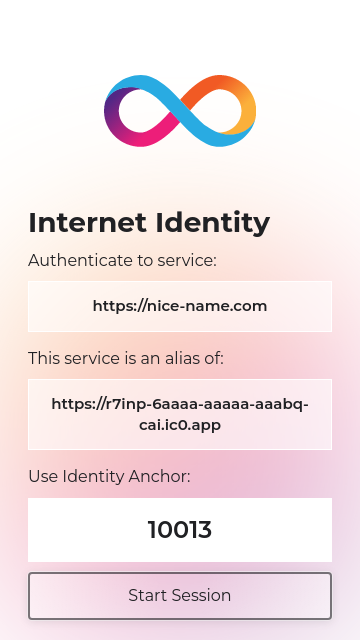 Internet Identity
Authenticate to service:
https://nice-name.com
This service is an alias of:
https://r7inp-6aaaa-aaaaa-aaabq-
cai.ic0.app
Use Identity Anchor:
10013
Start Session